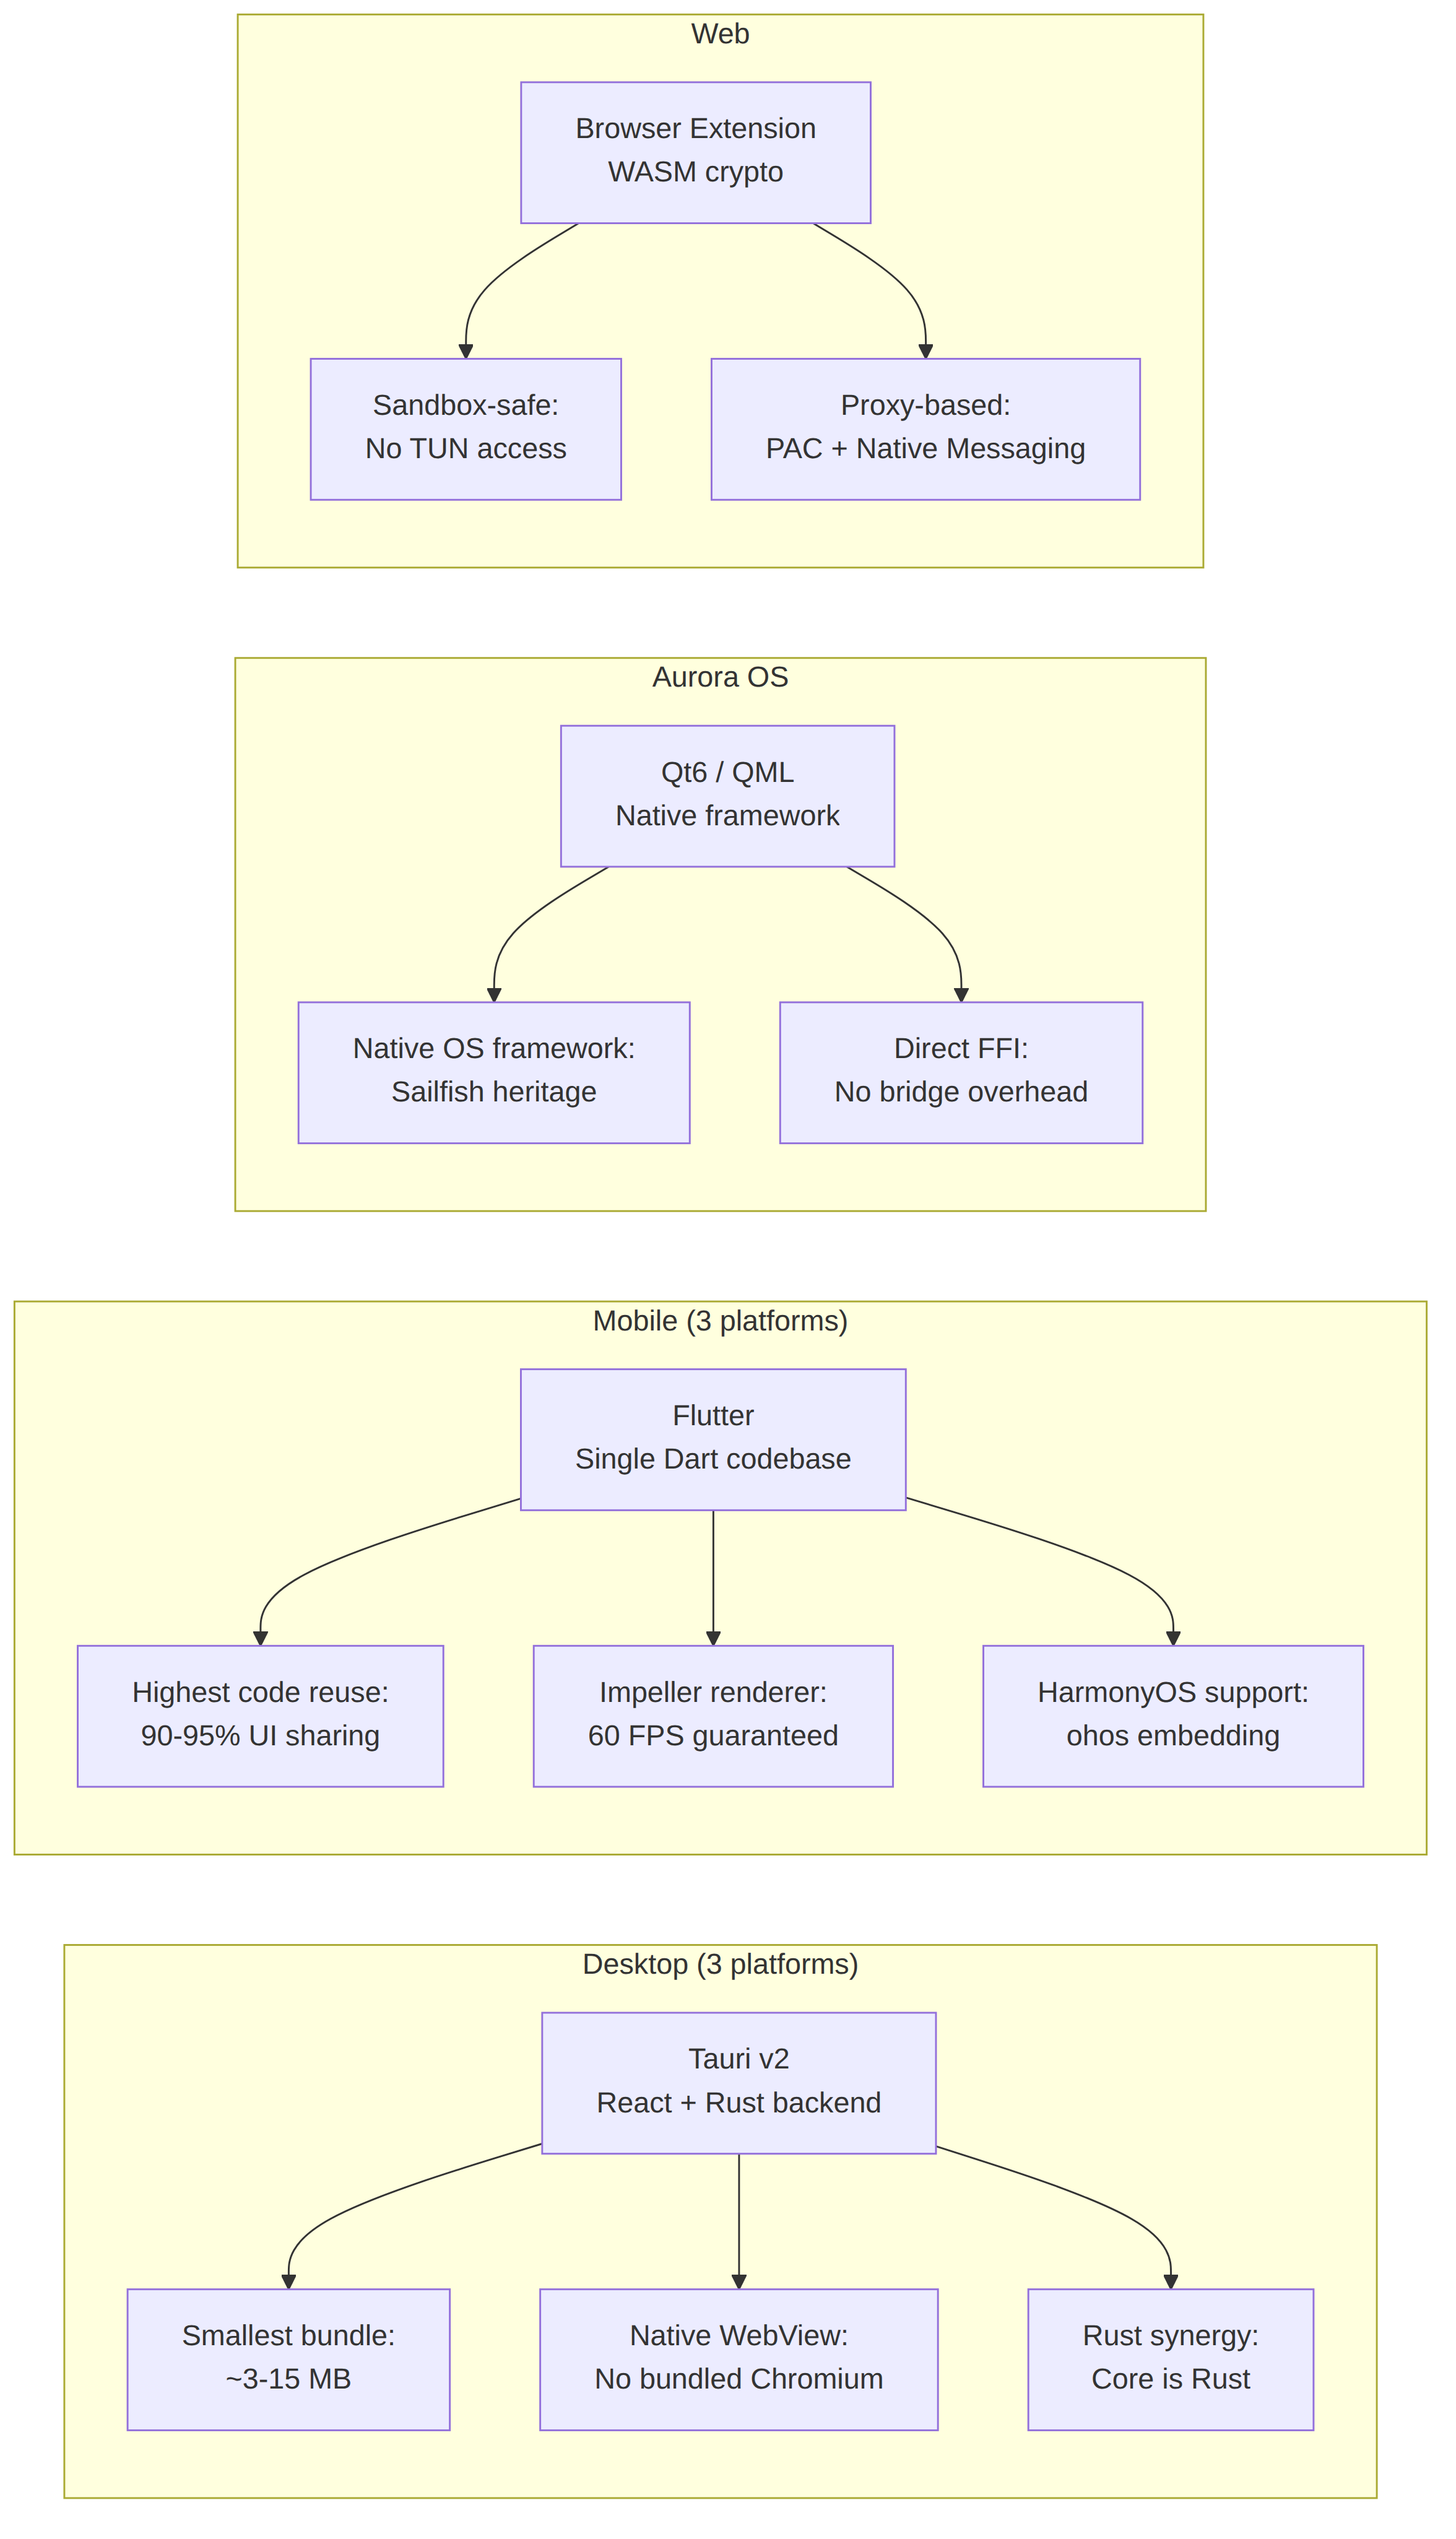 Web
Browser Extension
WASM crypto
Sandbox-safe:
No TUN access
Proxy-based:
PAC + Native Messaging
Aurora OS
Qt6 / QML
Native framework
Native OS framework:
Sailfish heritage
Direct FFI:
No bridge overhead
Mobile (3 platforms)
Flutter
Single Dart codebase
Highest code reuse:
90-95% UI sharing
Impeller renderer:
60 FPS guaranteed
HarmonyOS support:
ohos embedding
Desktop (3 platforms)
Tauri v2
React + Rust backend
Smallest bundle:
~3-15 MB
Native WebView:
No bundled Chromium
Rust synergy:
Core is Rust